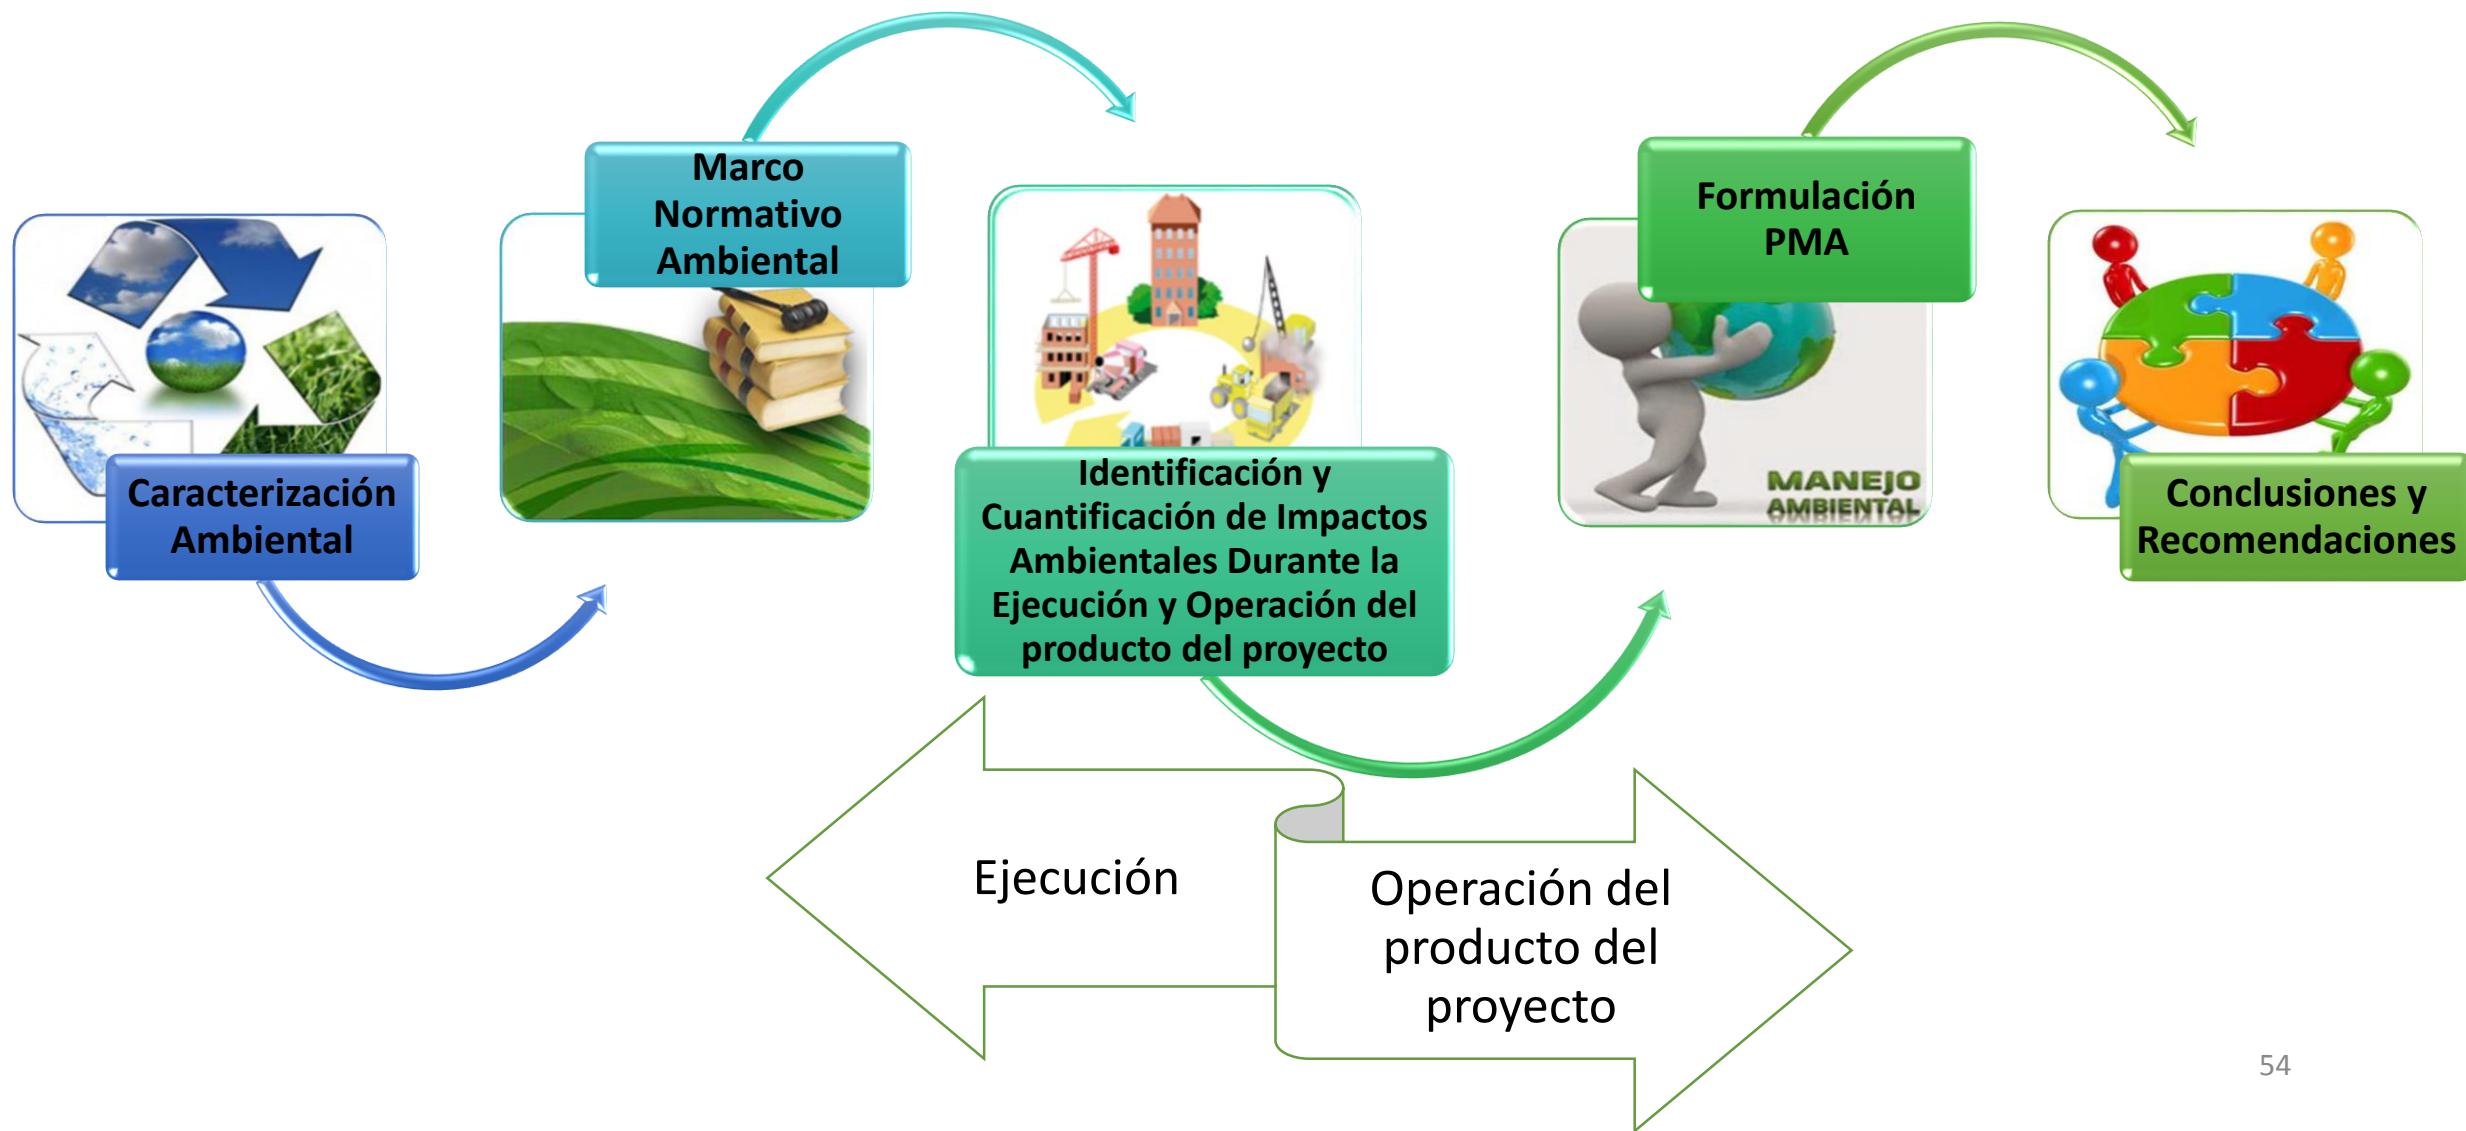 Caracterización
Ambiental
Marco
Normativo
Ambiental
Identificación y
Cuantificación de Impactos
Ambientales Durante la
Ejecución y Operación del
producto del proyecto
Formulación
PMA
MANEJO
AMBIENTAL
Conclusiones y
Recomendaciones
Ejecución
Operación del
producto del
proyecto
54